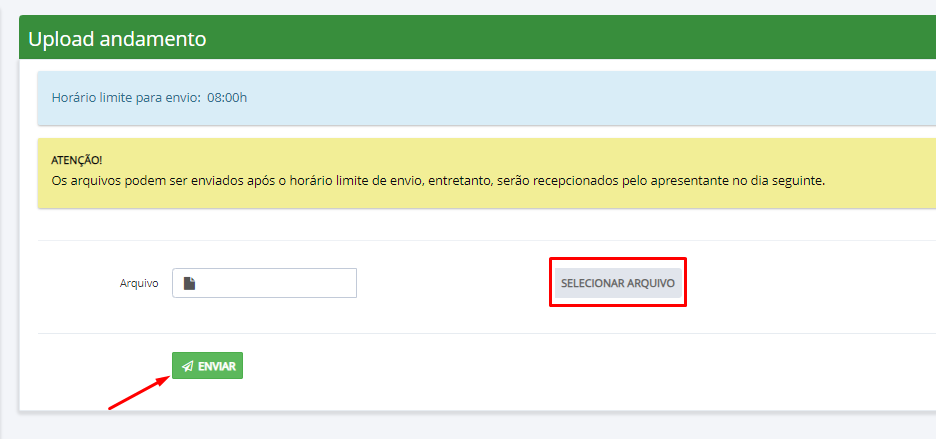 Upload andamento
Horário limite para envio: 08:00h
ATENÇÃO!
Os arquivos podem ser enviados após o horário limite de envio, entretanto, serão recepcionados pelo apresentante no dia seguinte.
Arquivo
SELECIONAR ARQUIVO
ENVIAR